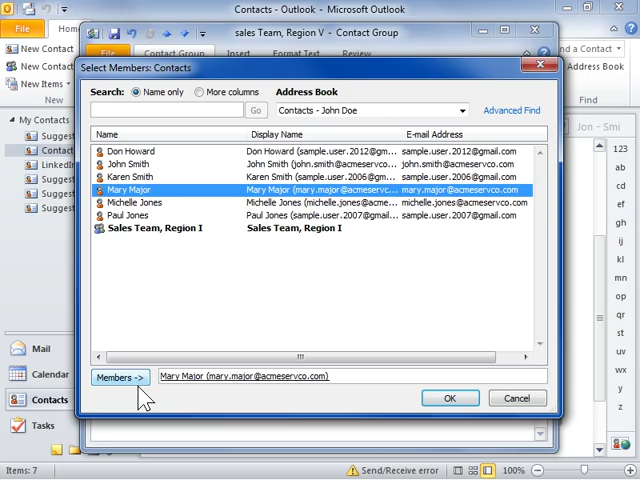 Contacts - Outlook - Microsoft Outlook
File
Home
sales Team, Region V - Contact Group
File
Contact Group
Insert
Format Text
Review
New Contact
New Contact
New Items
New
Find a Contact
Address Book
Find
Select Members: Contacts
Search:
Name only
More columns
Address Book
Go
Contacts - John Doe
Advanced Find
Name
Display Name
E-mail Address
Don Howard
Don Howard (sample.user.2012@gmail....
sample.user.2012@gmail.com
John Smith
John Smith (john.smith@acmeservco....
john.smith@acmeservco.com
Karen Smith
Karen Smith (sample.user.2006@gmai...
sample.user.2006@gmail.com
Mary Major
Mary Major (mary.major@acmeserv...
mary.major@acmeservco.com
Michelle Jones
Michelle Jones (michelle.jones@acme...
michelle.jones@acmeservco.com
Paul Jones
Paul Jones (sample.user.2007@gmail....
sample.user.2007@gmail.com
Sales Team, Region I
Sales Team, Region I
Members ->
Mary Major (mary.major@acmeservco.com)
OK
Cancel
My Contacts
Suggest
Contact
LinkedIn
Suggest
Suggest
Mail
Calendar
Contacts
Tasks
Jon - Smi
123
ab
cd
ef
gh
ij
kl
mn
op
qr
st
uv
wx
y
z
Items: 7
Send/Receive error
100%